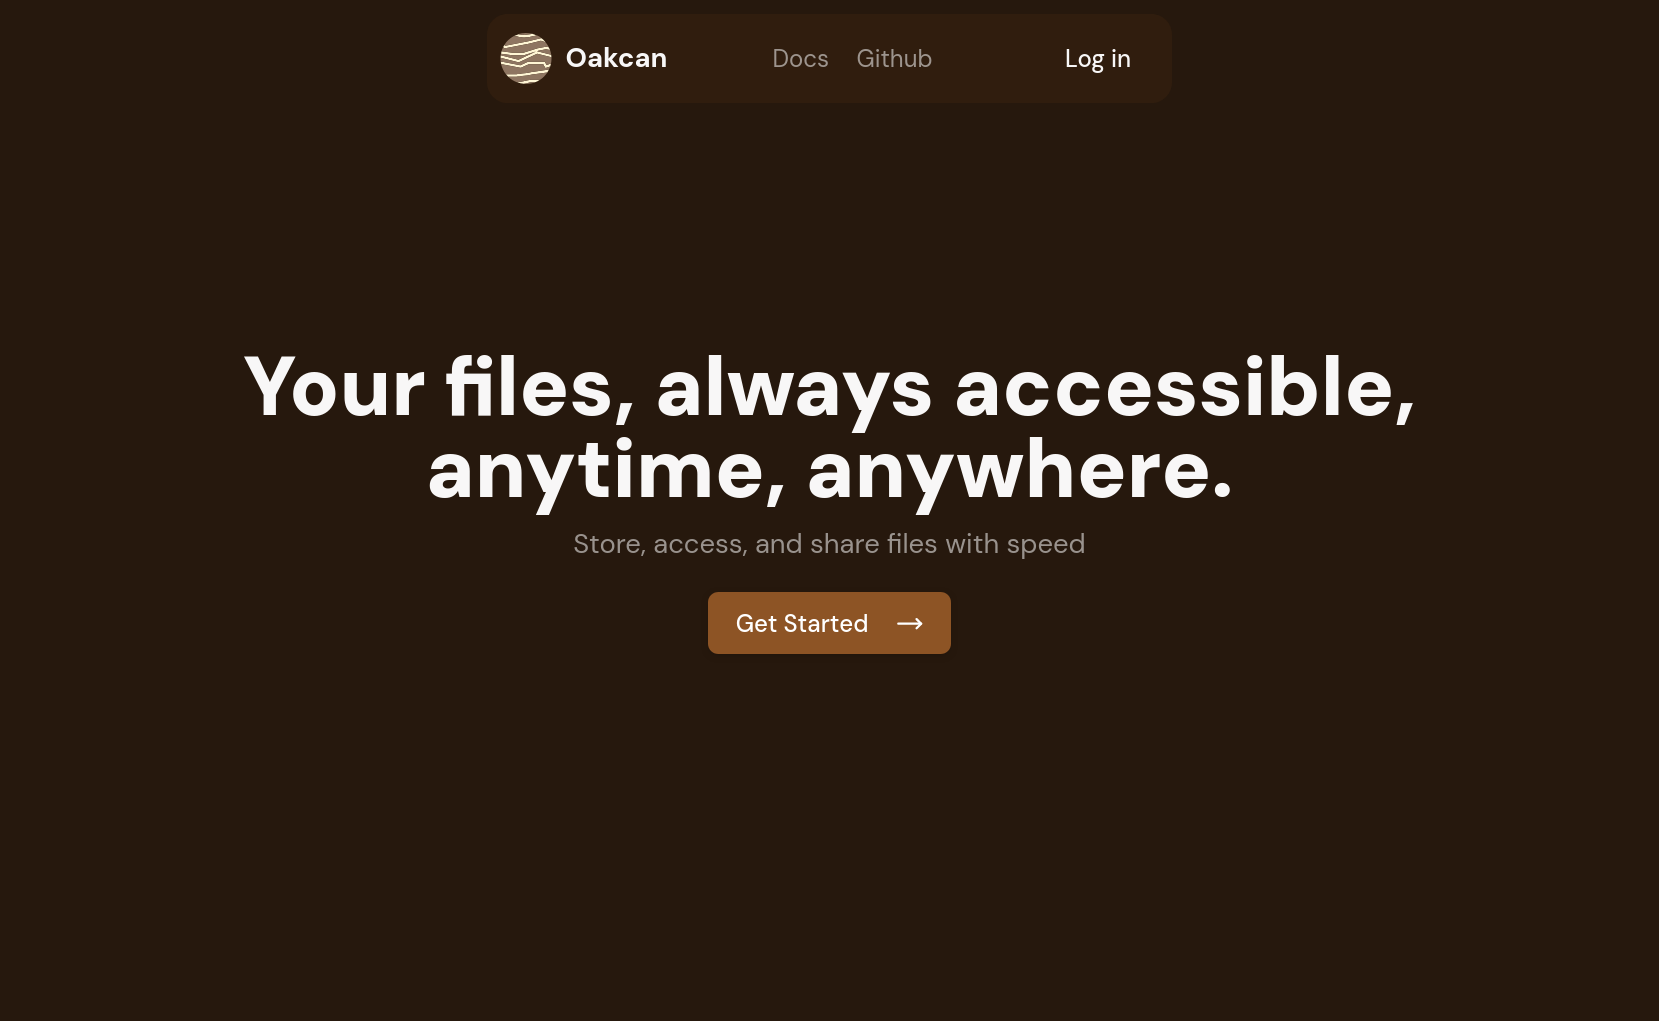 Oakcan
Docs
Github
Log in
Your files, always accessible,
anytime, anywhere.
Store, access, and share files with speed
Get Started